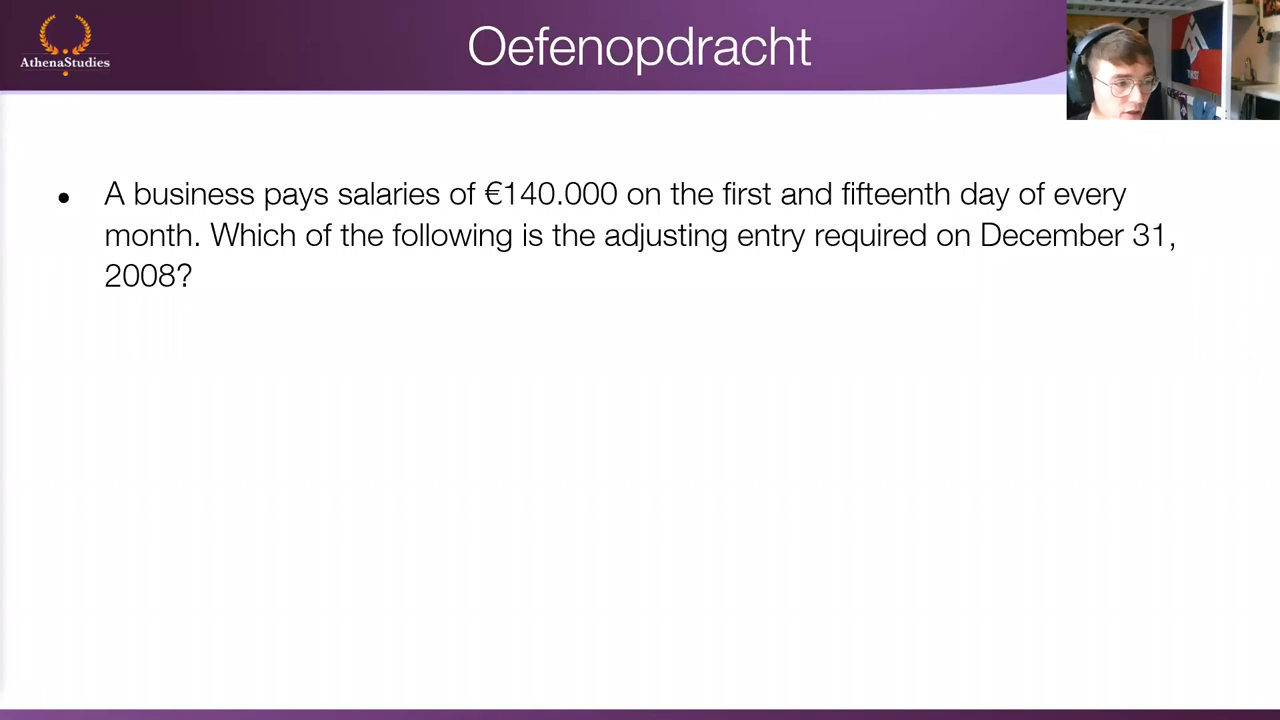 AthenaStudies
Oefenopdracht
• A business pays salaries of €140.000 on the first and fifteenth day of every
month. Which of the following is the adjusting entry required on December 31,
2008?